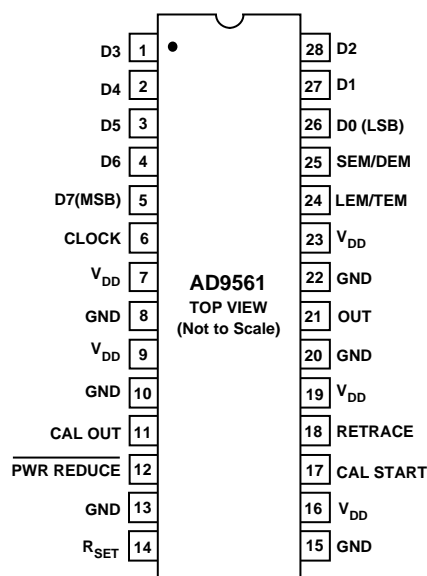 D3 1
D4 2
D5 3
D6 4
D7(MSB) 5
CLOCK 6
VDD 7
GND 8
VDD 9
GND 10
CAL OUT 11
PWR REDUCE 12
GND 13
RSET 14
AD9561
TOP VIEW
(Not to Scale)
28 D2
27 D1
26 D0 (LSB)
25 SEM/DEM
24 LEM/TEM
23 VDD
22 GND
21 OUT
20 GND
19 VDD
18 RETRACE
17 CAL START
16 VDD
15 GND